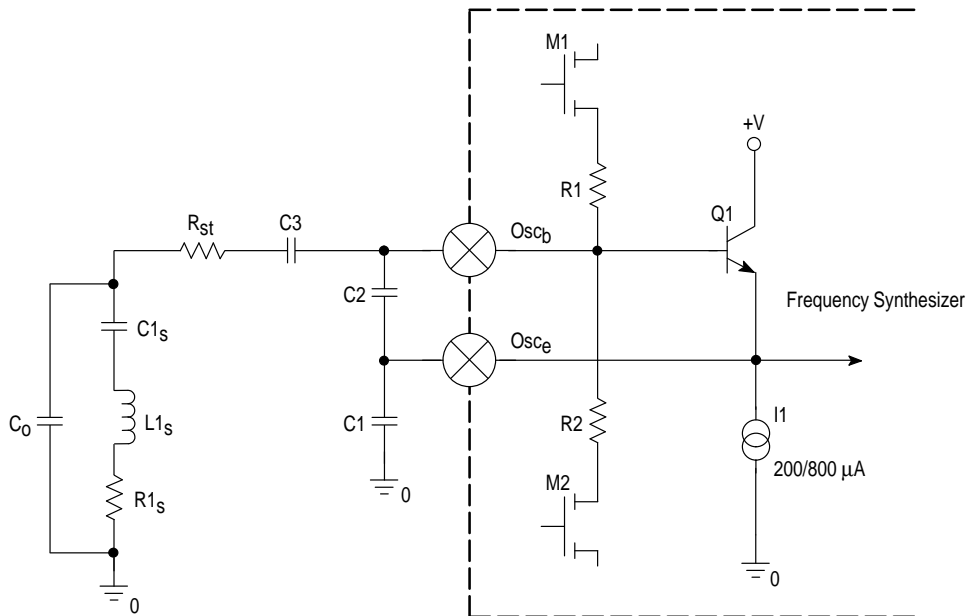 M1
+V
R1
Q1
Rst
C3
Oscb
C2
Frequency Synthesizer
C1s
Osce
Co
L1s
C1
R2
I1
200/800 µA
R1s
M2
0
0
0